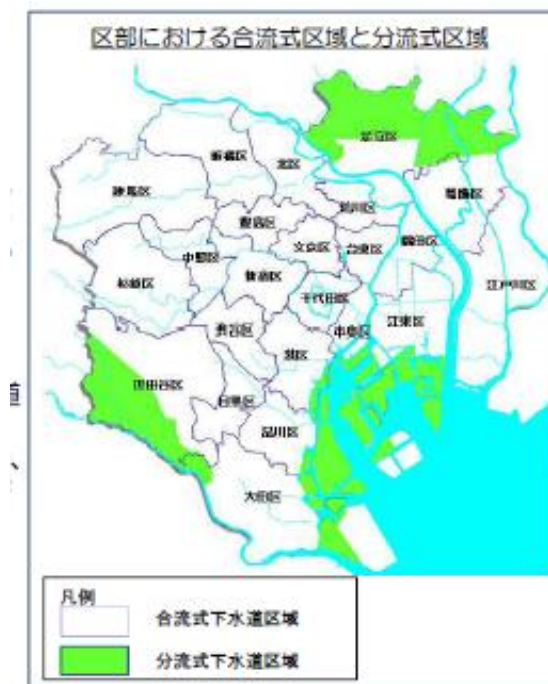 区部における合流式区域と分流式区域
足立区
板橋区
北区
練馬区
葛飾区
荒川区
豊島区
文京区
台東区
墨田区
中野区
杉並区
新宿区
江戸川区
千代田区
渋谷区
中央区
江東区
港区
世田谷区
目黒区
品川区
大田区
凡例
合流式下水道区域
分流式下水道区域